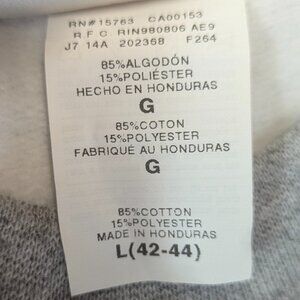 RN#15763 CA00153
R F C RIN980806 AE9
J7 14A 202368 F264
85%ALGODÓN
15%POLIÉSTER
HECHO EN HONDURAS
G
85%COTON
15%POLYESTER
FABRIQUÉ AU HONDURAS
G
85%COTTON
15%POLYESTER
MADE IN HONDURAS
L(42-44)